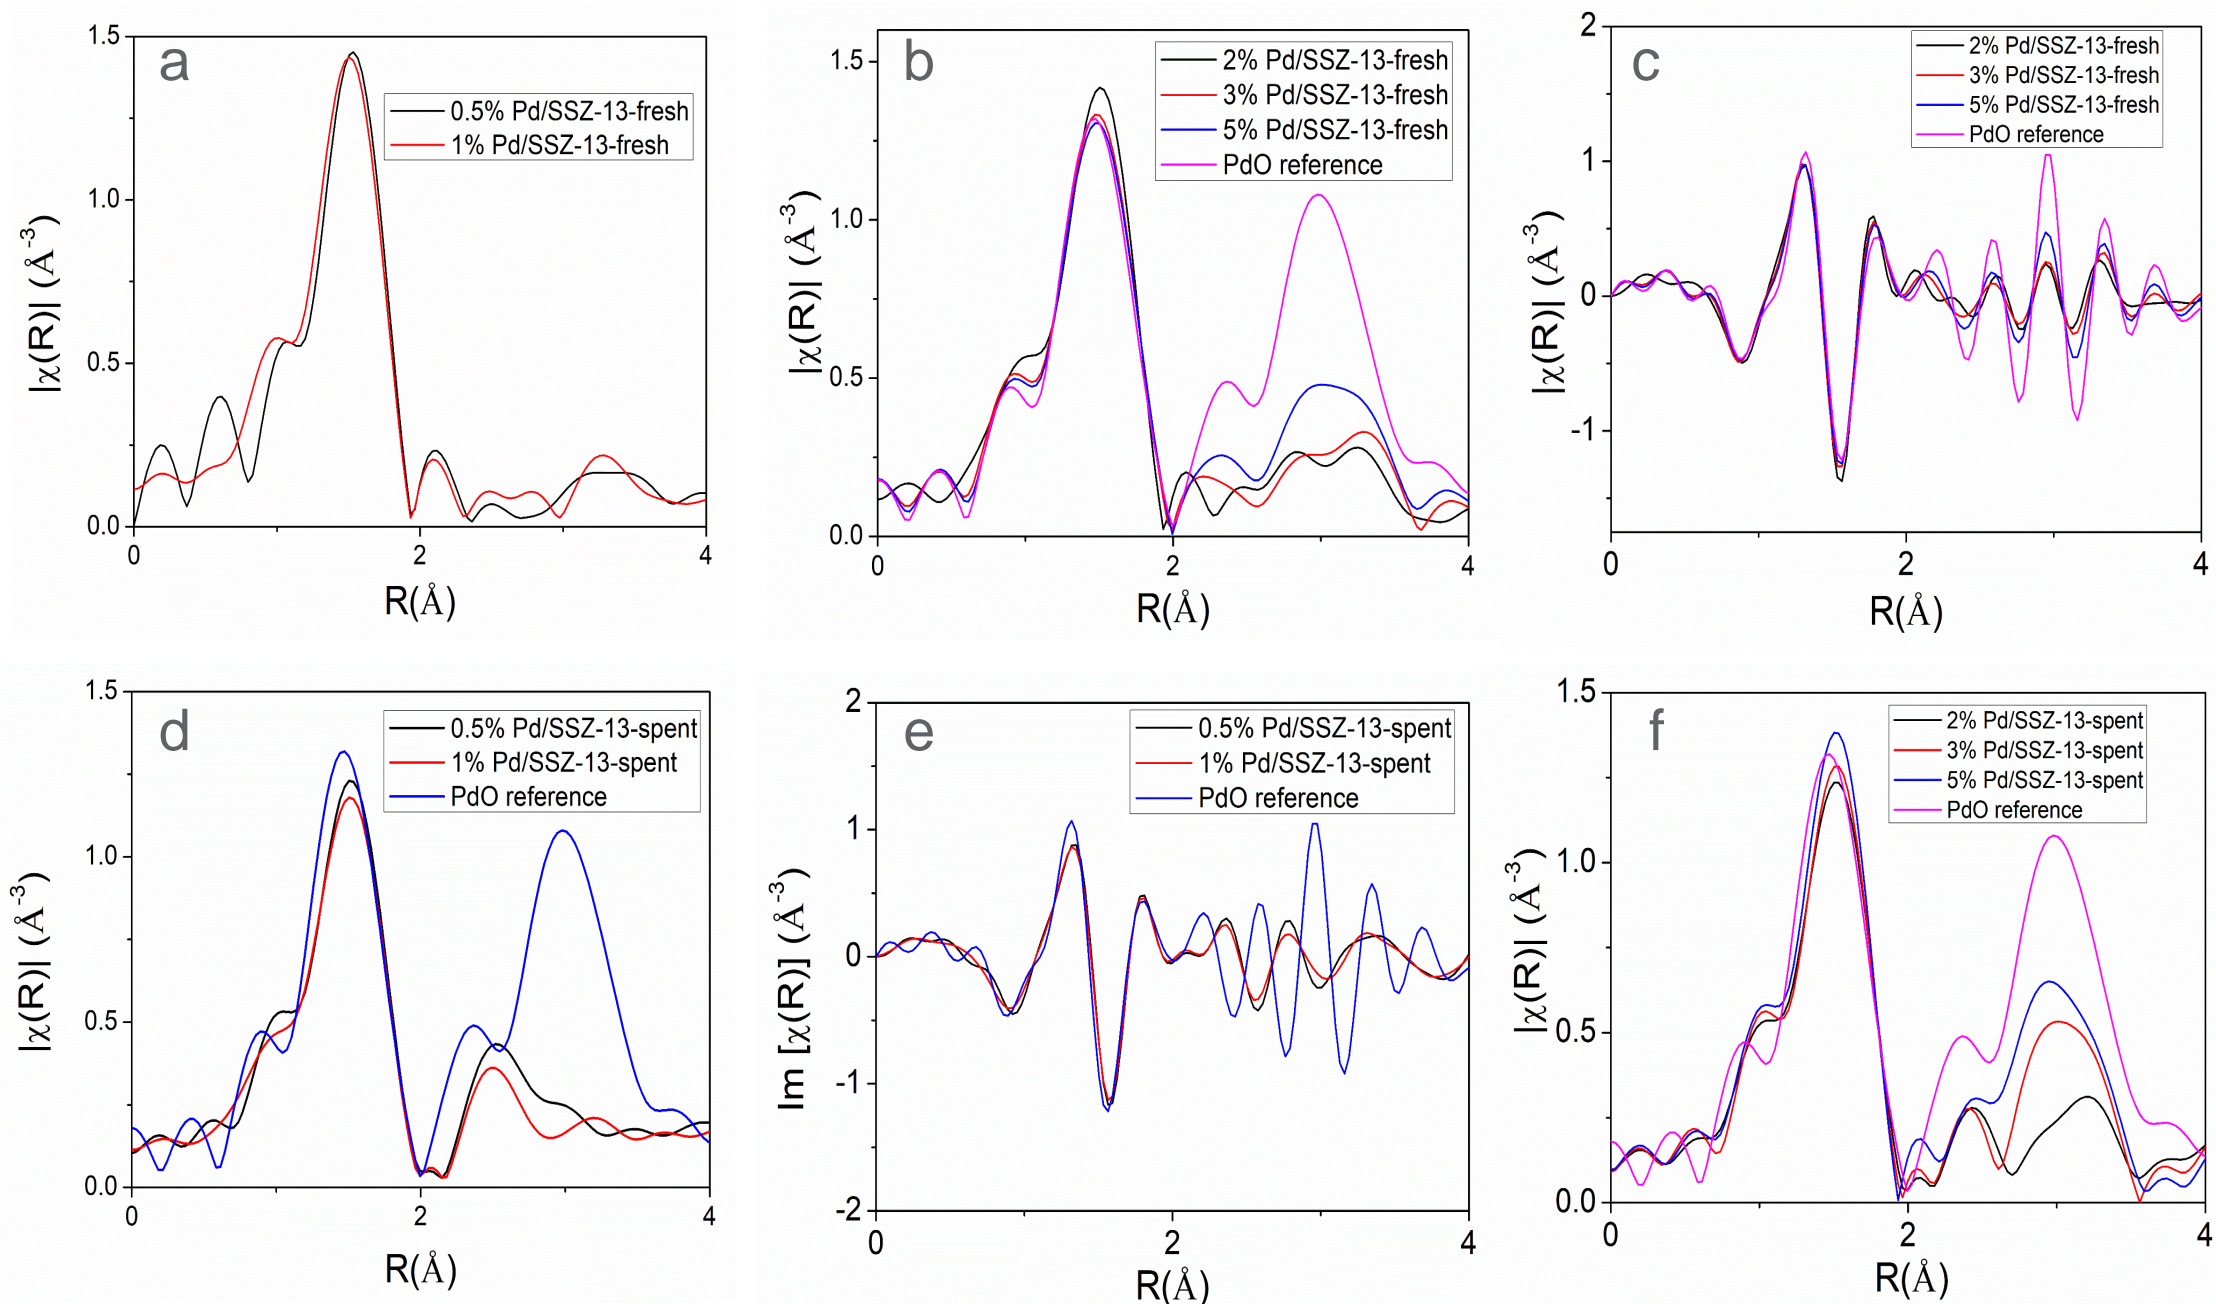 a
0.5% Pd/SSZ-13-fresh
1% Pd/SSZ-13-fresh
1.5
1.0
0.5
0.0
0
2
4
|χ(R)| (Å⁻³)
R(Å)
b
2% Pd/SSZ-13-fresh
3% Pd/SSZ-13-fresh
5% Pd/SSZ-13-fresh
PdO reference
1.5
1.0
0.5
0.0
0
2
4
|χ(R)| (Å⁻³)
R(Å)
c
2% Pd/SSZ-13-fresh
3% Pd/SSZ-13-fresh
5% Pd/SSZ-13-fresh
PdO reference
2
1
0
-1
0
2
4
|χ(R)| (Å⁻³)
R(Å)
d
0.5% Pd/SSZ-13-spent
1% Pd/SSZ-13-spent
PdO reference
1.5
1.0
0.5
0.0
0
2
4
|χ(R)| (Å⁻³)
R(Å)
e
0.5% Pd/SSZ-13-spent
1% Pd/SSZ-13-spent
PdO reference
2
1
0
-1
-2
0
2
4
Im [χ(R)] (Å⁻³)
R(Å)
f
2% Pd/SSZ-13-spent
3% Pd/SSZ-13-spent
5% Pd/SSZ-13-spent
PdO reference
1.5
1.0
0.5
0.0
0
2
4
|χ(R)| (Å⁻³)
R(Å)